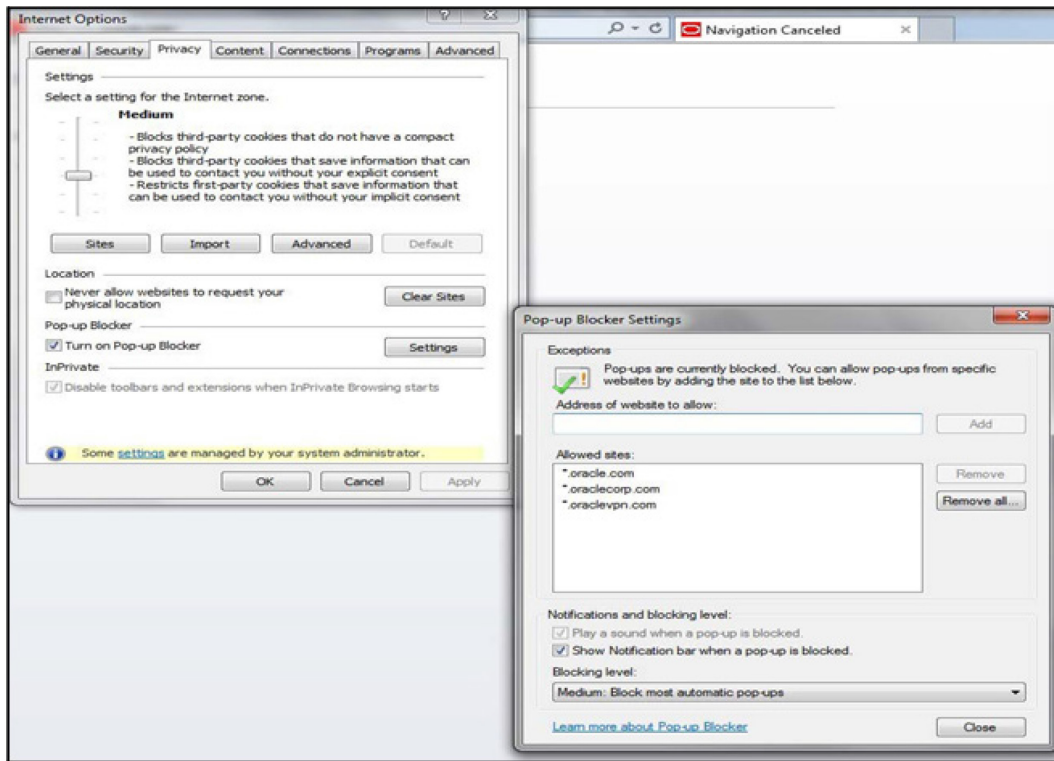 Internet Options
Navigation Canceled
General Security Privacy Content Connections Programs Advanced
Settings
Select a setting for the Internet zone.
Medium
- Blocks third-party cookies that do not have a compact
privacy policy
- Blocks third-party cookies that save information that can
be used to contact you without your explicit consent
- Restricts first-party cookies that save information that
can be used to contact you without your implicit consent
Sites Import Advanced Default
Location
Never allow websites to request your
physical location
Clear Sites
Pop-up Blocker
Turn on Pop-up Blocker
Settings
InPrivate
Disable toolbars and extensions when InPrivate Browsing starts
Some settings are managed by your system administrator.
OK Cancel Apply
Pop-up Blocker Settings
Exceptions
Pop-ups are currently blocked. You can allow pop-ups from specific
websites by adding the site to the list below.
Address of website to allow:
Add
Allowed sites:
*.oracle.com
*.oraclecorp.com
*.oraclevpn.com
Remove
Remove all...
Notifications and blocking level:
Play a sound when a pop-up is blocked.
Show Notification bar when a pop-up is blocked.
Blocking level:
Medium: Block most automatic pop-ups
Learn more about Pop-up Blocker
Close